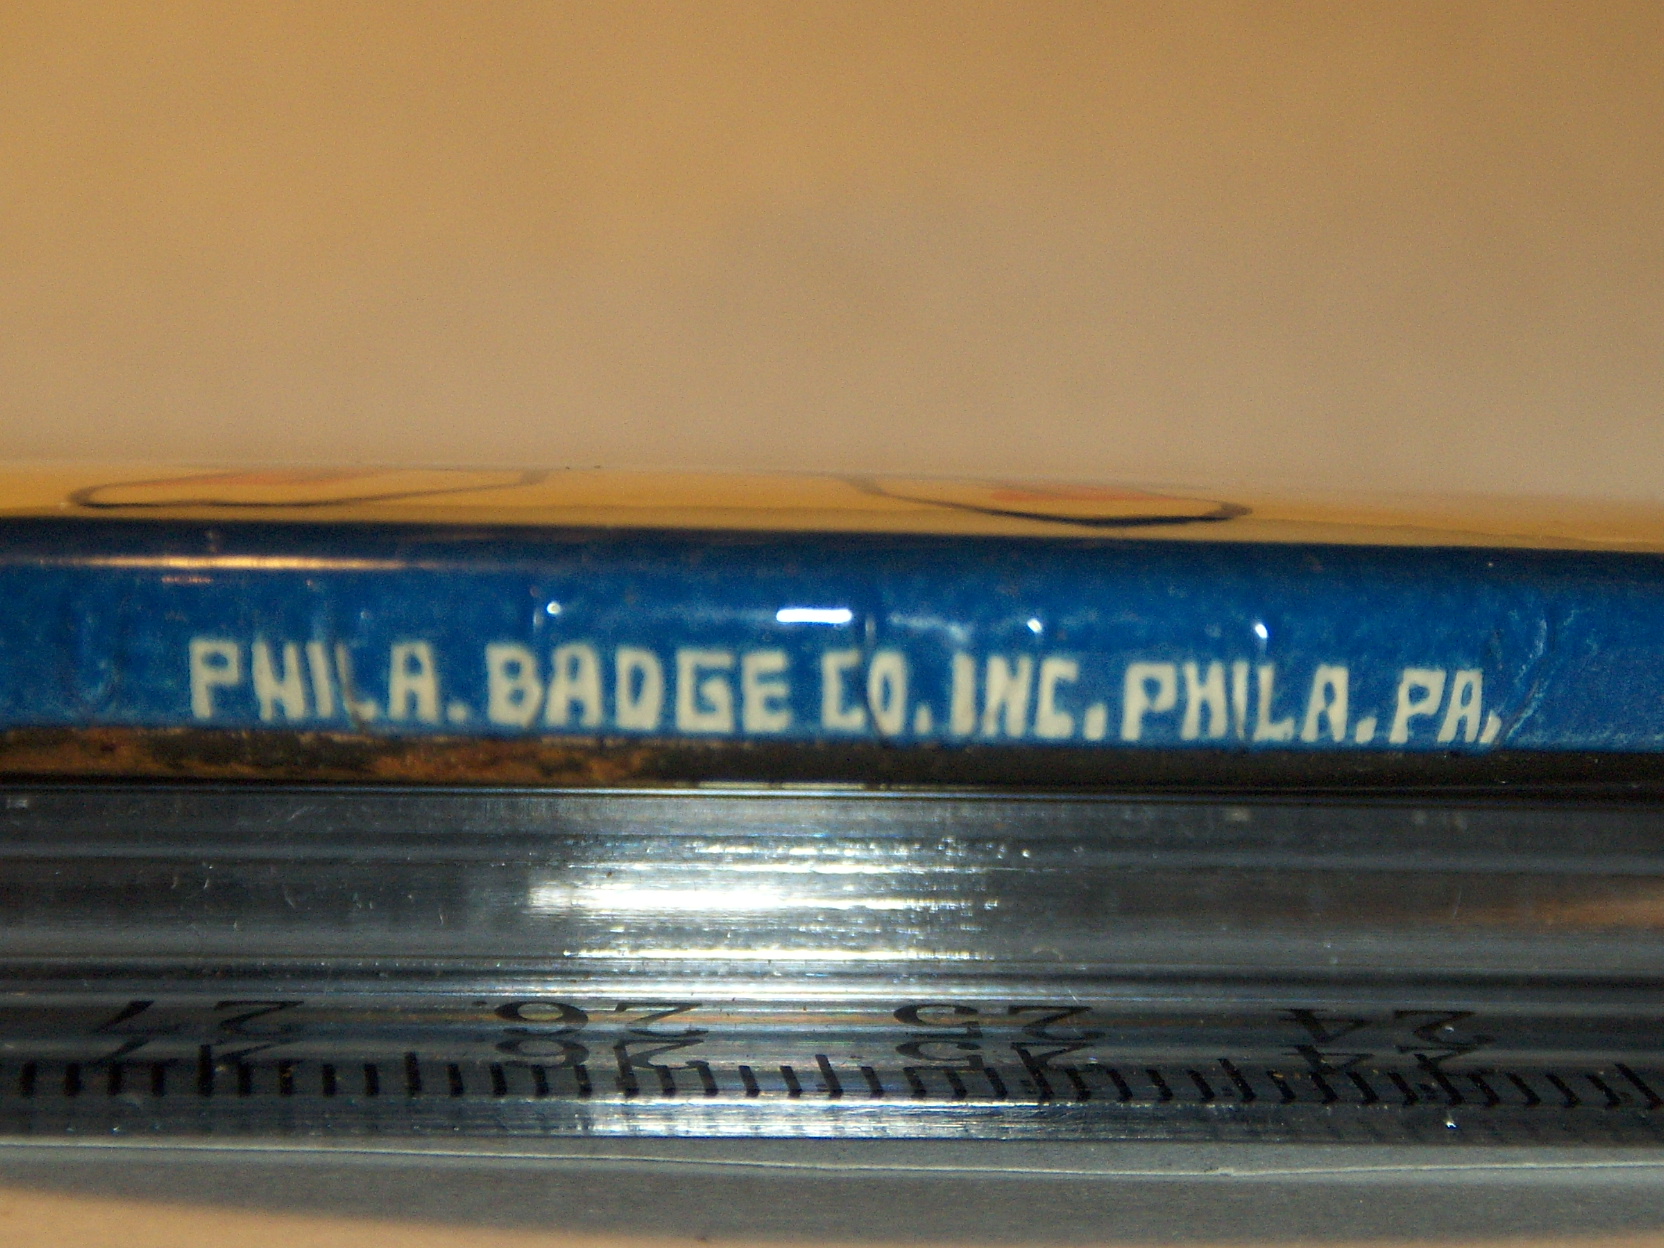 PHILA. BADGE CO. INC. PHILA. PA.
27 26 25 24